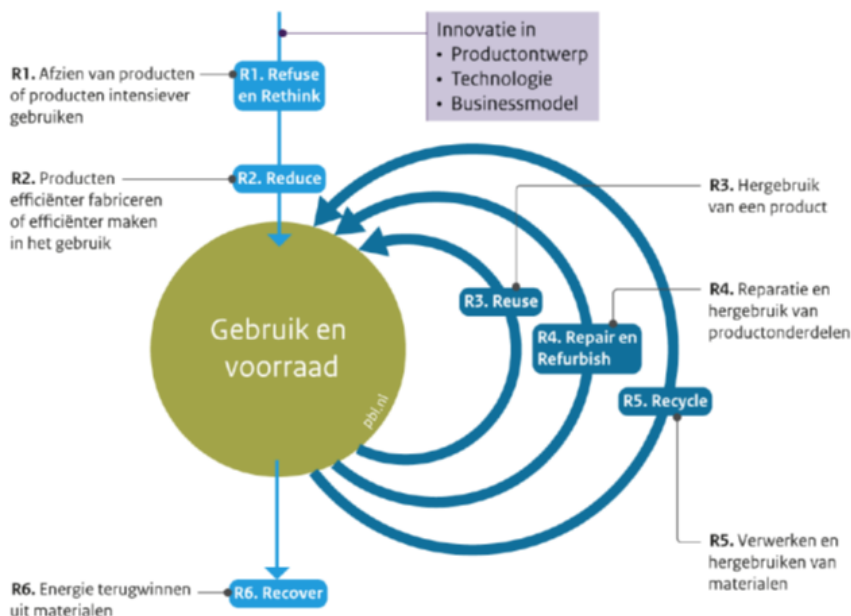 Innovatie in
• Productontwerp
• Technologie
• Businessmodel
R1. Afzien van producten
of producten intensiever
gebruiken
R1. Refuse
en Rethink
R2. Producten
efficiënter fabriceren
of efficiënter maken
in het gebruik
R2. Reduce
R3. Hergebruik
van een product
R3. Reuse
R4. Reparatie en
hergebruik van
productonderdelen
R4. Repair en
Refurbish
Gebruik en
voorraad
pbl.nl
R5. Recycle
R5. Verwerken en
hergebruiken van
materialen
R6. Energie terugwinnen
uit materialen
R6. Recover